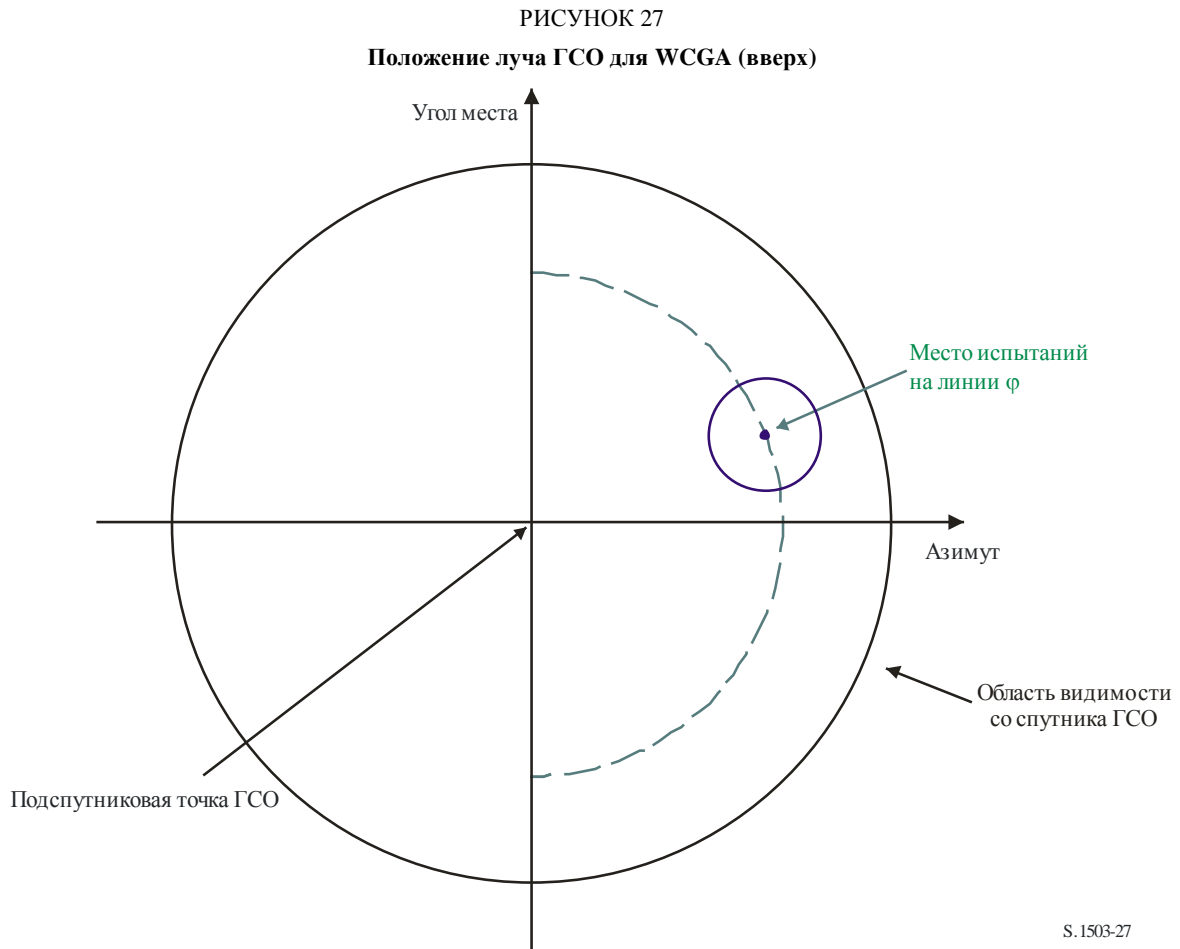 РИСУНОК 27
Положение луча ГСО для WCGA (вверх)
Угол места
Место испытаний
на линии φ
Азимут
Область видимости
со спутника ГСО
Подспутниковая точка ГСО
S.1503-27